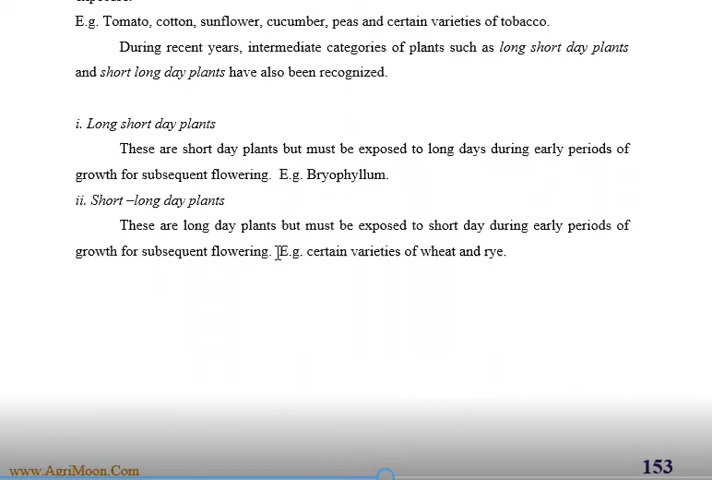 E.g. Tomato, cotton, sunflower, cucumber, peas and certain varieties of tobacco.
During recent years, intermediate categories of plants such as long short day plants
and short long day plants have also been recognized.
i. Long short day plants
These are short day plants but must be exposed to long days during early periods of
growth for subsequent flowering.  E.g. Bryophyllum.
ii. Short –long day plants
These are long day plants but must be exposed to short day during early periods of
growth for subsequent flowering.  E.g. certain varieties of wheat and rye.
www.AgriMoon.Com
153